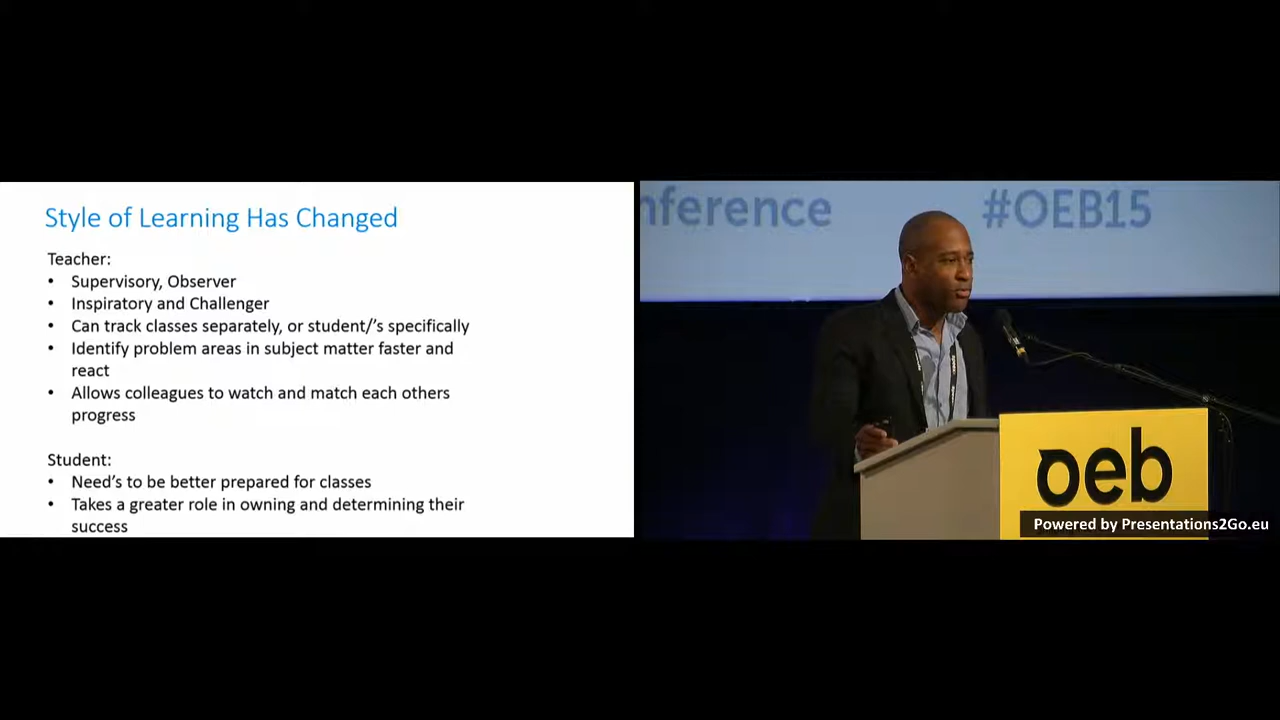 Style of Learning Has Changed
Teacher:
• Supervisory, Observer
• Inspiratory and Challenger
• Can track classes separately, or student/'s specifically
• Identify problem areas in subject matter faster and
react
• Allows colleagues to watch and match each others
progress
Student:
• Need's to be better prepared for classes
• Takes a greater role in owning and determining their
success
nference #OEB15
oeb
Powered by Presentations2Go.eu